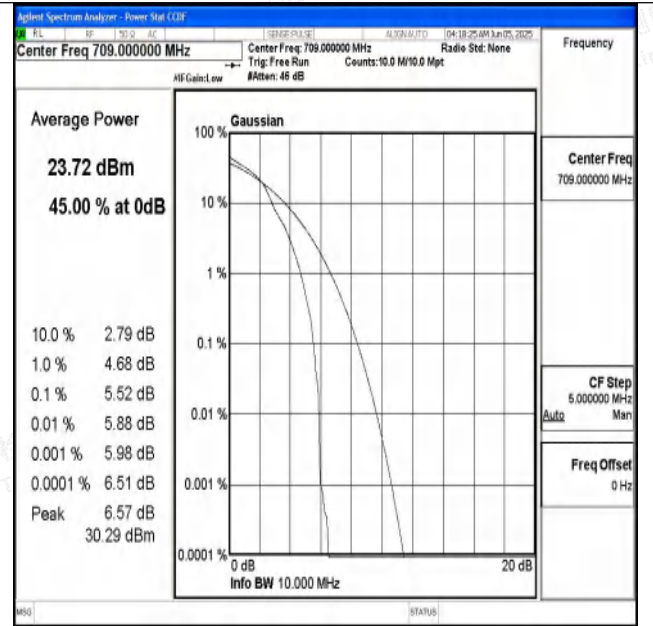 Agilent Spectrum Analyzer - Power Stat CCDF
RL RF 50 Ω AC SENSE:PULSE ALIGNAUTO 04:18:25 AM Jun 05, 2025
Center Freq 709.000000 MHz
Center Freq: 709.000000 MHz Radio Std: None
Trig: Free Run Counts:10.0 M/10.0 Mpt
#IFGain:Low #Atten: 46 dB
Frequency
Average Power
23.72 dBm
45.00 % at 0dB
10.0 % 2.79 dB
1.0 % 4.68 dB
0.1 % 5.52 dB
0.01 % 5.88 dB
0.001 % 5.98 dB
0.0001 % 6.51 dB
Peak 6.57 dB
30.29 dBm
Gaussian
100 %
10 %
1 %
0.1 %
0.01 %
0.001 %
0.0001 %
0 dB 20 dB
Info BW 10.000 MHz
Center Freq
709.000000 MHz
CF Step
5.000000 MHz
Auto Man
Freq Offset
0 Hz
MSG STATUS